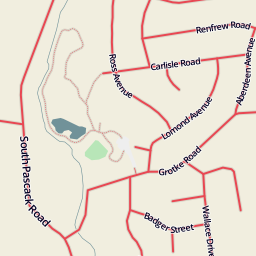 Renfrew Road
Ross Avenue
Carlisle Road
Aberdeen Avenue
Lomond Avenue
South Pascack Road
Grotke Road
Badger Street
Wallace Drive